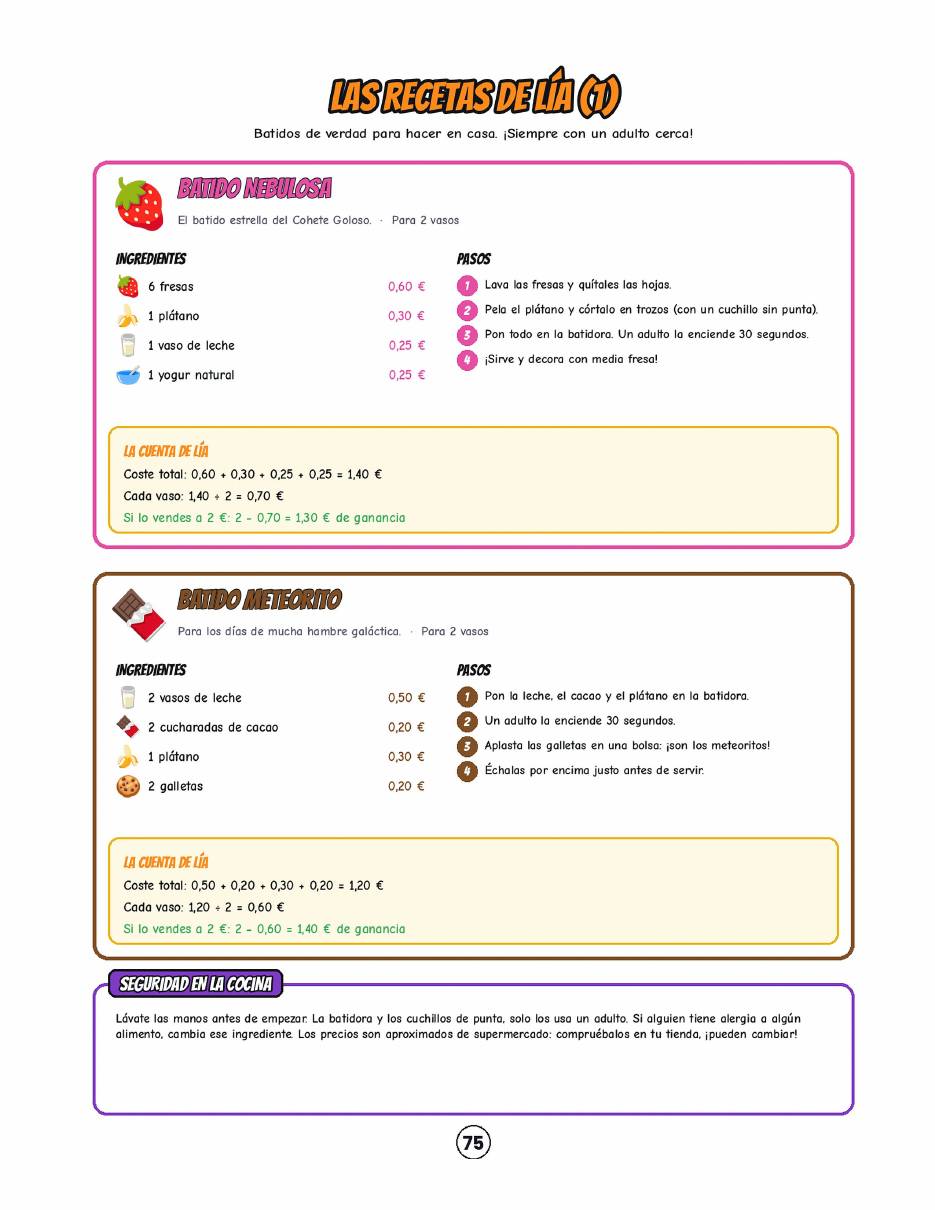 LAS RECETAS DE LÍA (1)
Batidos de verdad para hacer en casa. ¡Siempre con un adulto cerca!
BATIDO NEBULOSA
El batido estrella del Cohete Goloso. · Para 2 vasos
INGREDIENTES
6 fresas 0,60 €
1 plátano 0,30 €
1 vaso de leche 0,25 €
1 yogur natural 0,25 €
PASOS
1 Lava las fresas y quítales las hojas.
2 Pela el plátano y córtalo en trozos (con un cuchillo sin punta).
3 Pon todo en la batidora. Un adulto la enciende 30 segundos.
4 ¡Sirve y decora con media fresa!
LA CUENTA DE LÍA
Coste total: 0,60 + 0,30 + 0,25 + 0,25 = 1,40 €
Cada vaso: 1,40 ÷ 2 = 0,70 €
Si lo vendes a 2 €: 2 - 0,70 = 1,30 € de ganancia
BATIDO METEORITO
Para los días de mucha hambre galáctica. · Para 2 vasos
INGREDIENTES
2 vasos de leche 0,50 €
2 cucharadas de cacao 0,20 €
1 plátano 0,30 €
2 galletas 0,20 €
PASOS
1 Pon la leche, el cacao y el plátano en la batidora.
2 Un adulto la enciende 30 segundos.
3 Aplasta las galletas en una bolsa: ¡son los meteoritos!
4 Échalas por encima justo antes de servir.
LA CUENTA DE LÍA
Coste total: 0,50 + 0,20 + 0,30 + 0,20 = 1,20 €
Cada vaso: 1,20 ÷ 2 = 0,60 €
Si lo vendes a 2 €: 2 - 0,60 = 1,40 € de ganancia
SEGURIDAD EN LA COCINA
Lávate las manos antes de empezar. La batidora y los cuchillos de punta, solo los usa un adulto. Si alguien tiene alergia a algún
alimento, cambia ese ingrediente. Los precios son aproximados de supermercado: compruébalos en tu tienda, ¡pueden cambiar!
75